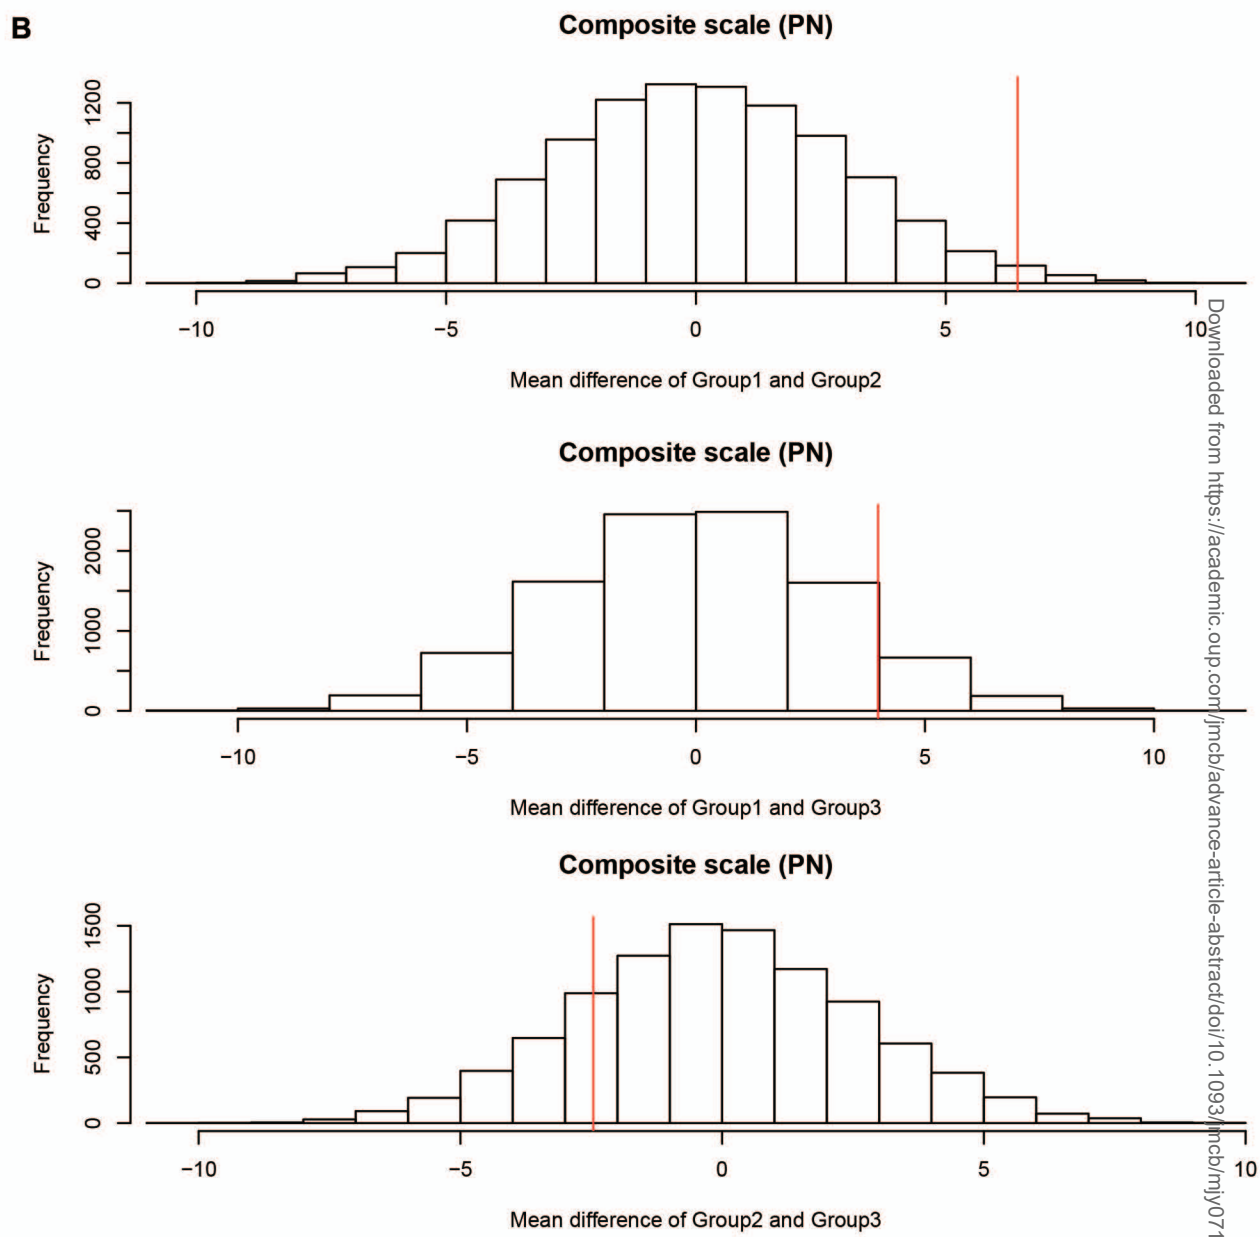 B
Composite scale (PN)
Frequency
0 400 800 1200
−10 −5 0 5 10
Mean difference of Group1 and Group2
Composite scale (PN)
Frequency
0 1000 2000
−10 −5 0 5 10
Mean difference of Group1 and Group3
Composite scale (PN)
Frequency
0 500 1000 1500
−10 −5 0 5 10
Mean difference of Group2 and Group3
Downloaded from https://academic.oup.com/jmcb/advance-article-abstract/doi/10.1093/jmcb/mjy071